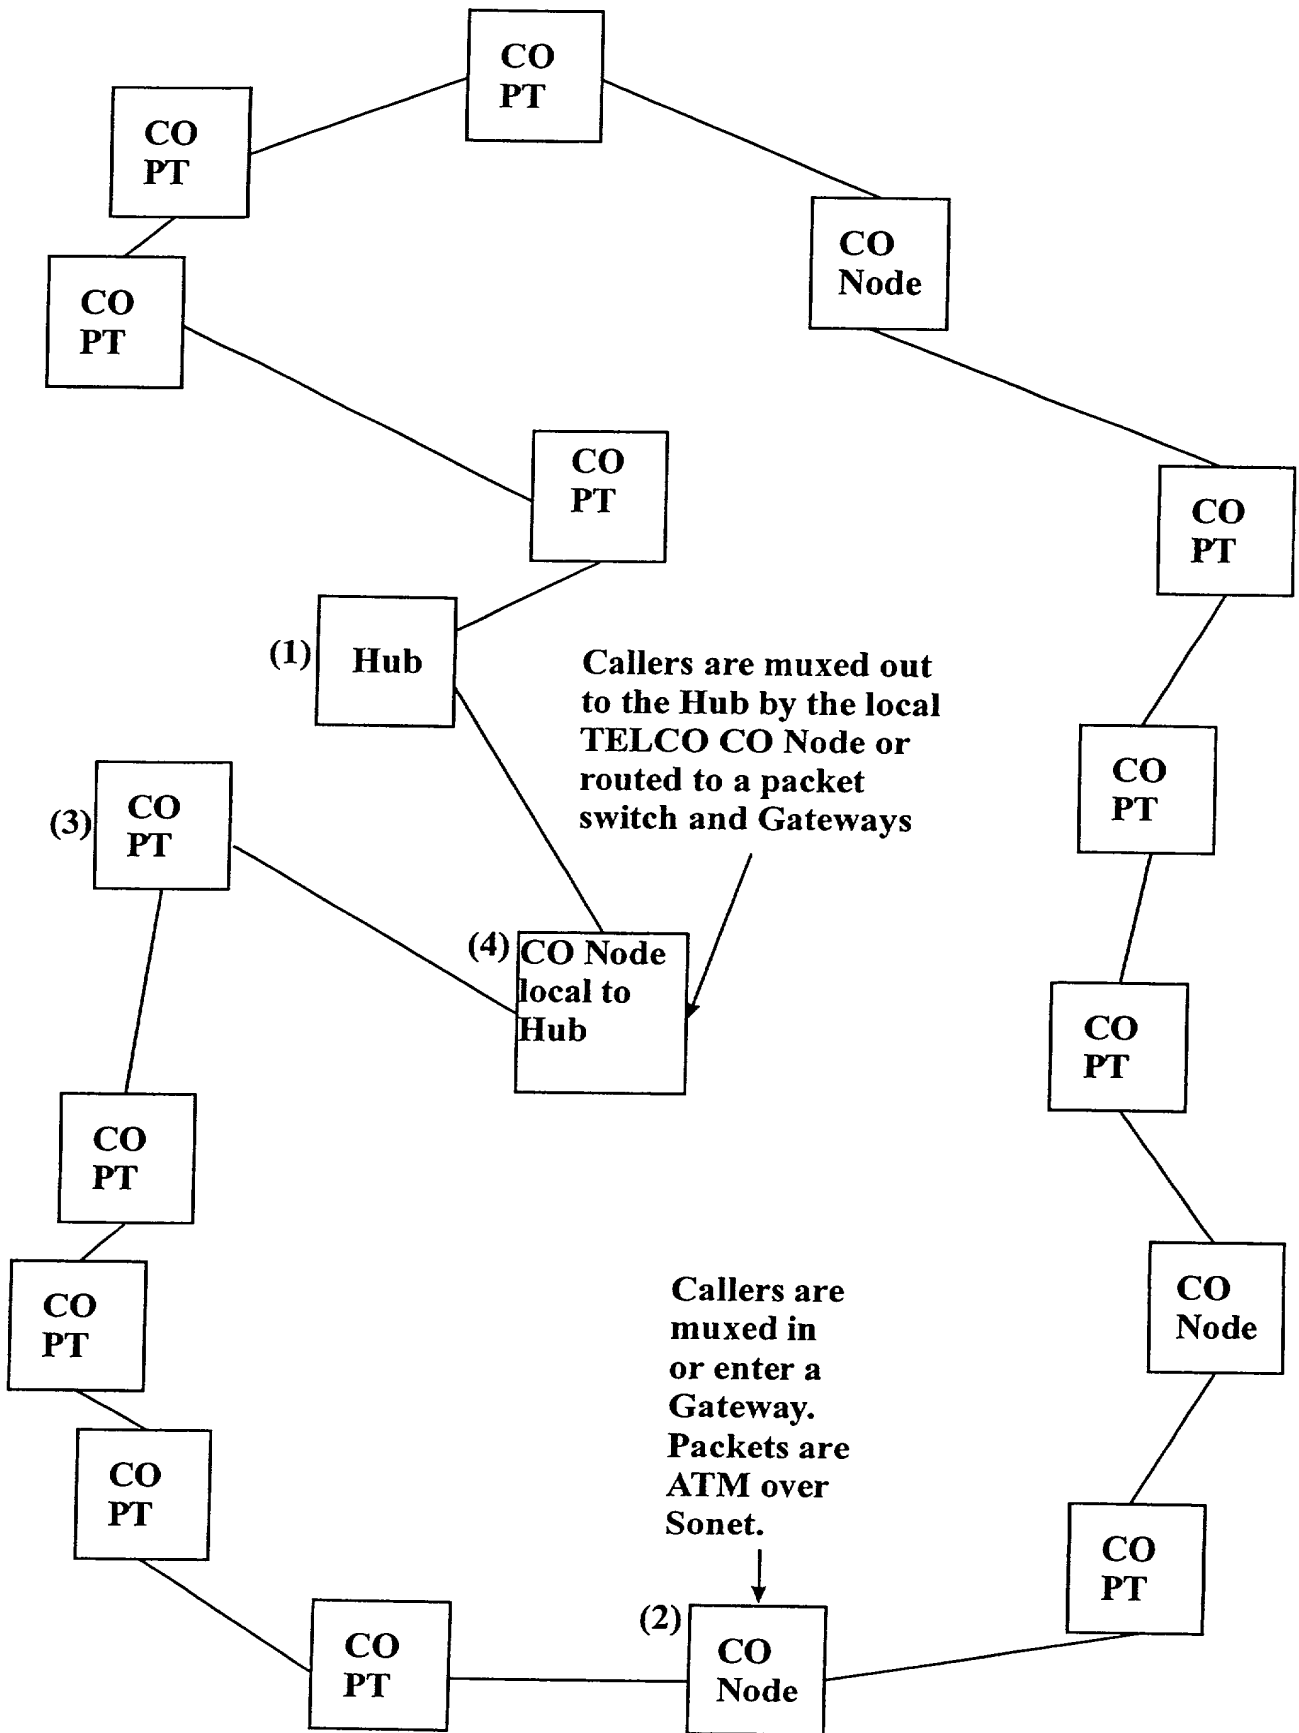 CO
PT
CO
PT
CO
PT
CO
Node
CO
PT
CO
PT
(1)
Hub
Callers are muxed out
to the Hub by the local
TELCO CO Node or
routed to a packet
switch and Gateways
CO
PT
(3)
CO
PT
(4)
CO Node
local to
Hub
CO
PT
CO
PT
CO
Node
CO
PT
Callers are
muxed in
or enter a
Gateway.
Packets are
ATM over
Sonet.
CO
PT
CO
PT
CO
PT
(2)
CO
Node